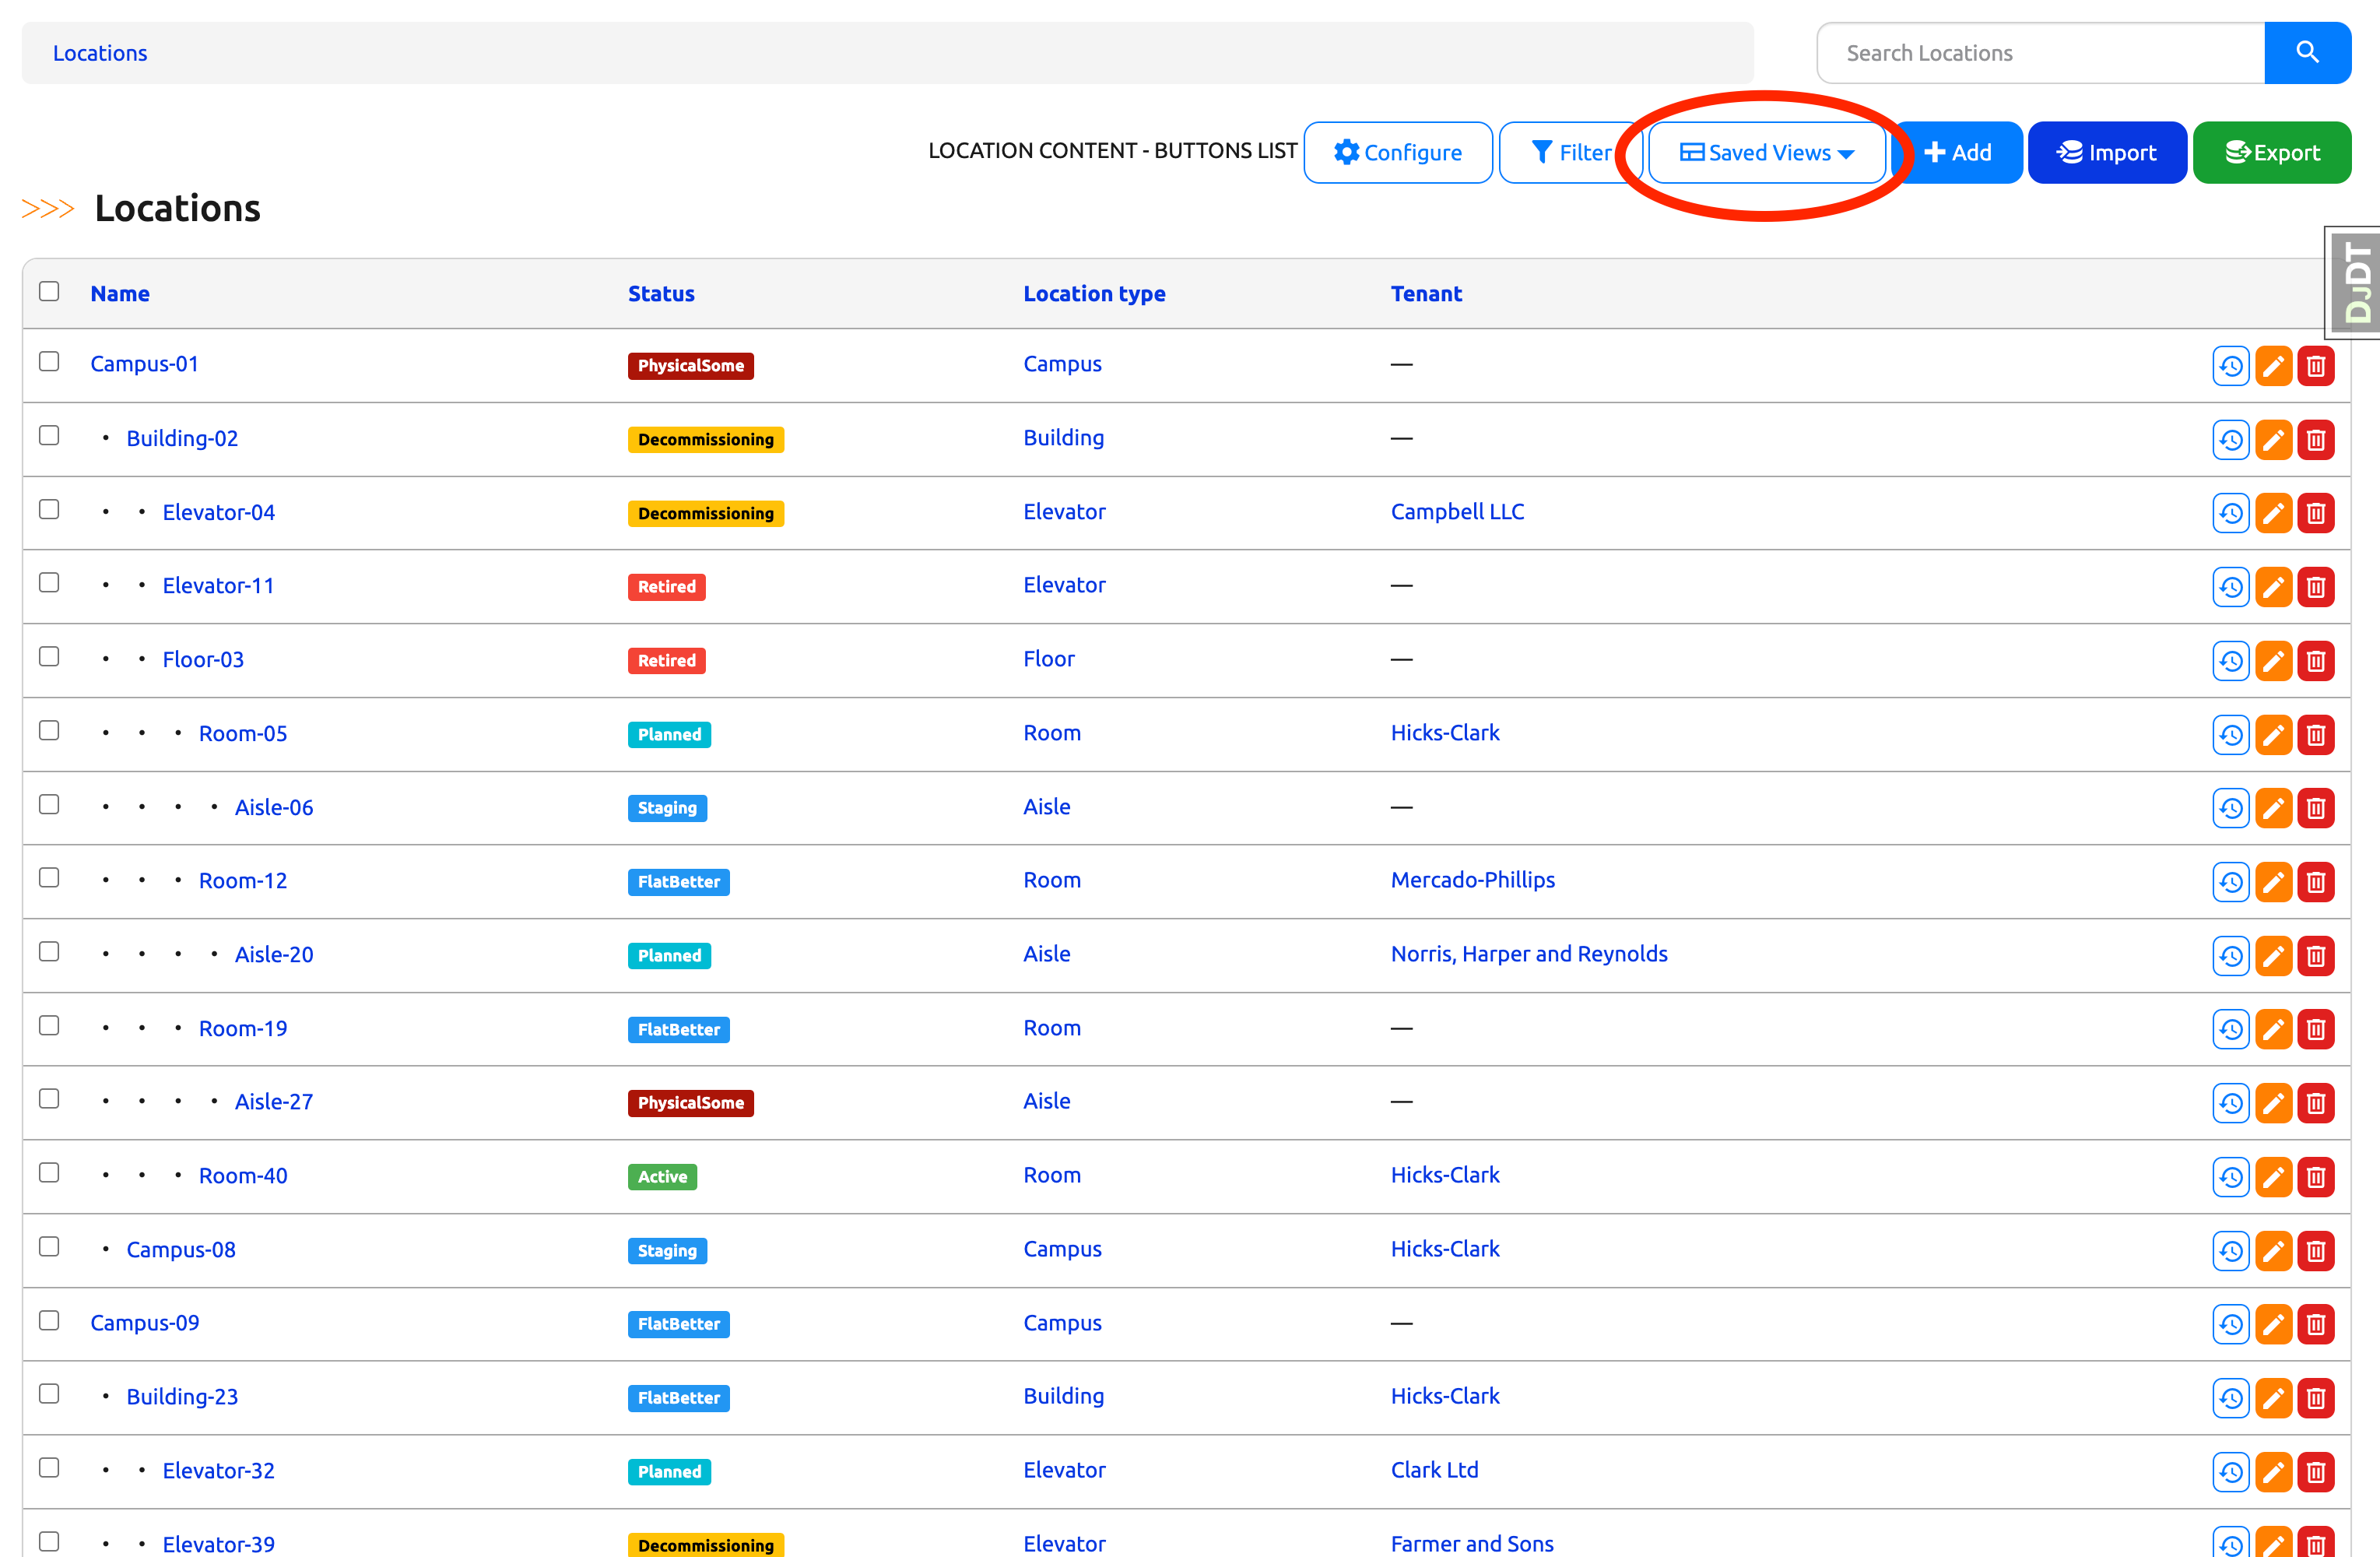 Locations
Search Locations
LOCATION CONTENT - BUTTONS LIST Configure Filter Saved Views Add Import Export
>>> Locations
DJDT
Name Status Location type Tenant
Campus-01 PhysicalSome Campus —
• Building-02 Decommissioning Building —
• • Elevator-04 Decommissioning Elevator Campbell LLC
• • Elevator-11 Retired Elevator —
• • Floor-03 Retired Floor —
• • • Room-05 Planned Room Hicks-Clark
• • • • Aisle-06 Staging Aisle —
• • • Room-12 FlatBetter Room Mercado-Phillips
• • • • Aisle-20 Planned Aisle Norris, Harper and Reynolds
• • • Room-19 FlatBetter Room —
• • • • Aisle-27 PhysicalSome Aisle —
• • • Room-40 Active Room Hicks-Clark
• Campus-08 Staging Campus Hicks-Clark
Campus-09 FlatBetter Campus —
• Building-23 FlatBetter Building Hicks-Clark
• • Elevator-32 Planned Elevator Clark Ltd
• • Elevator-39 Decommissioning Elevator Farmer and Sons